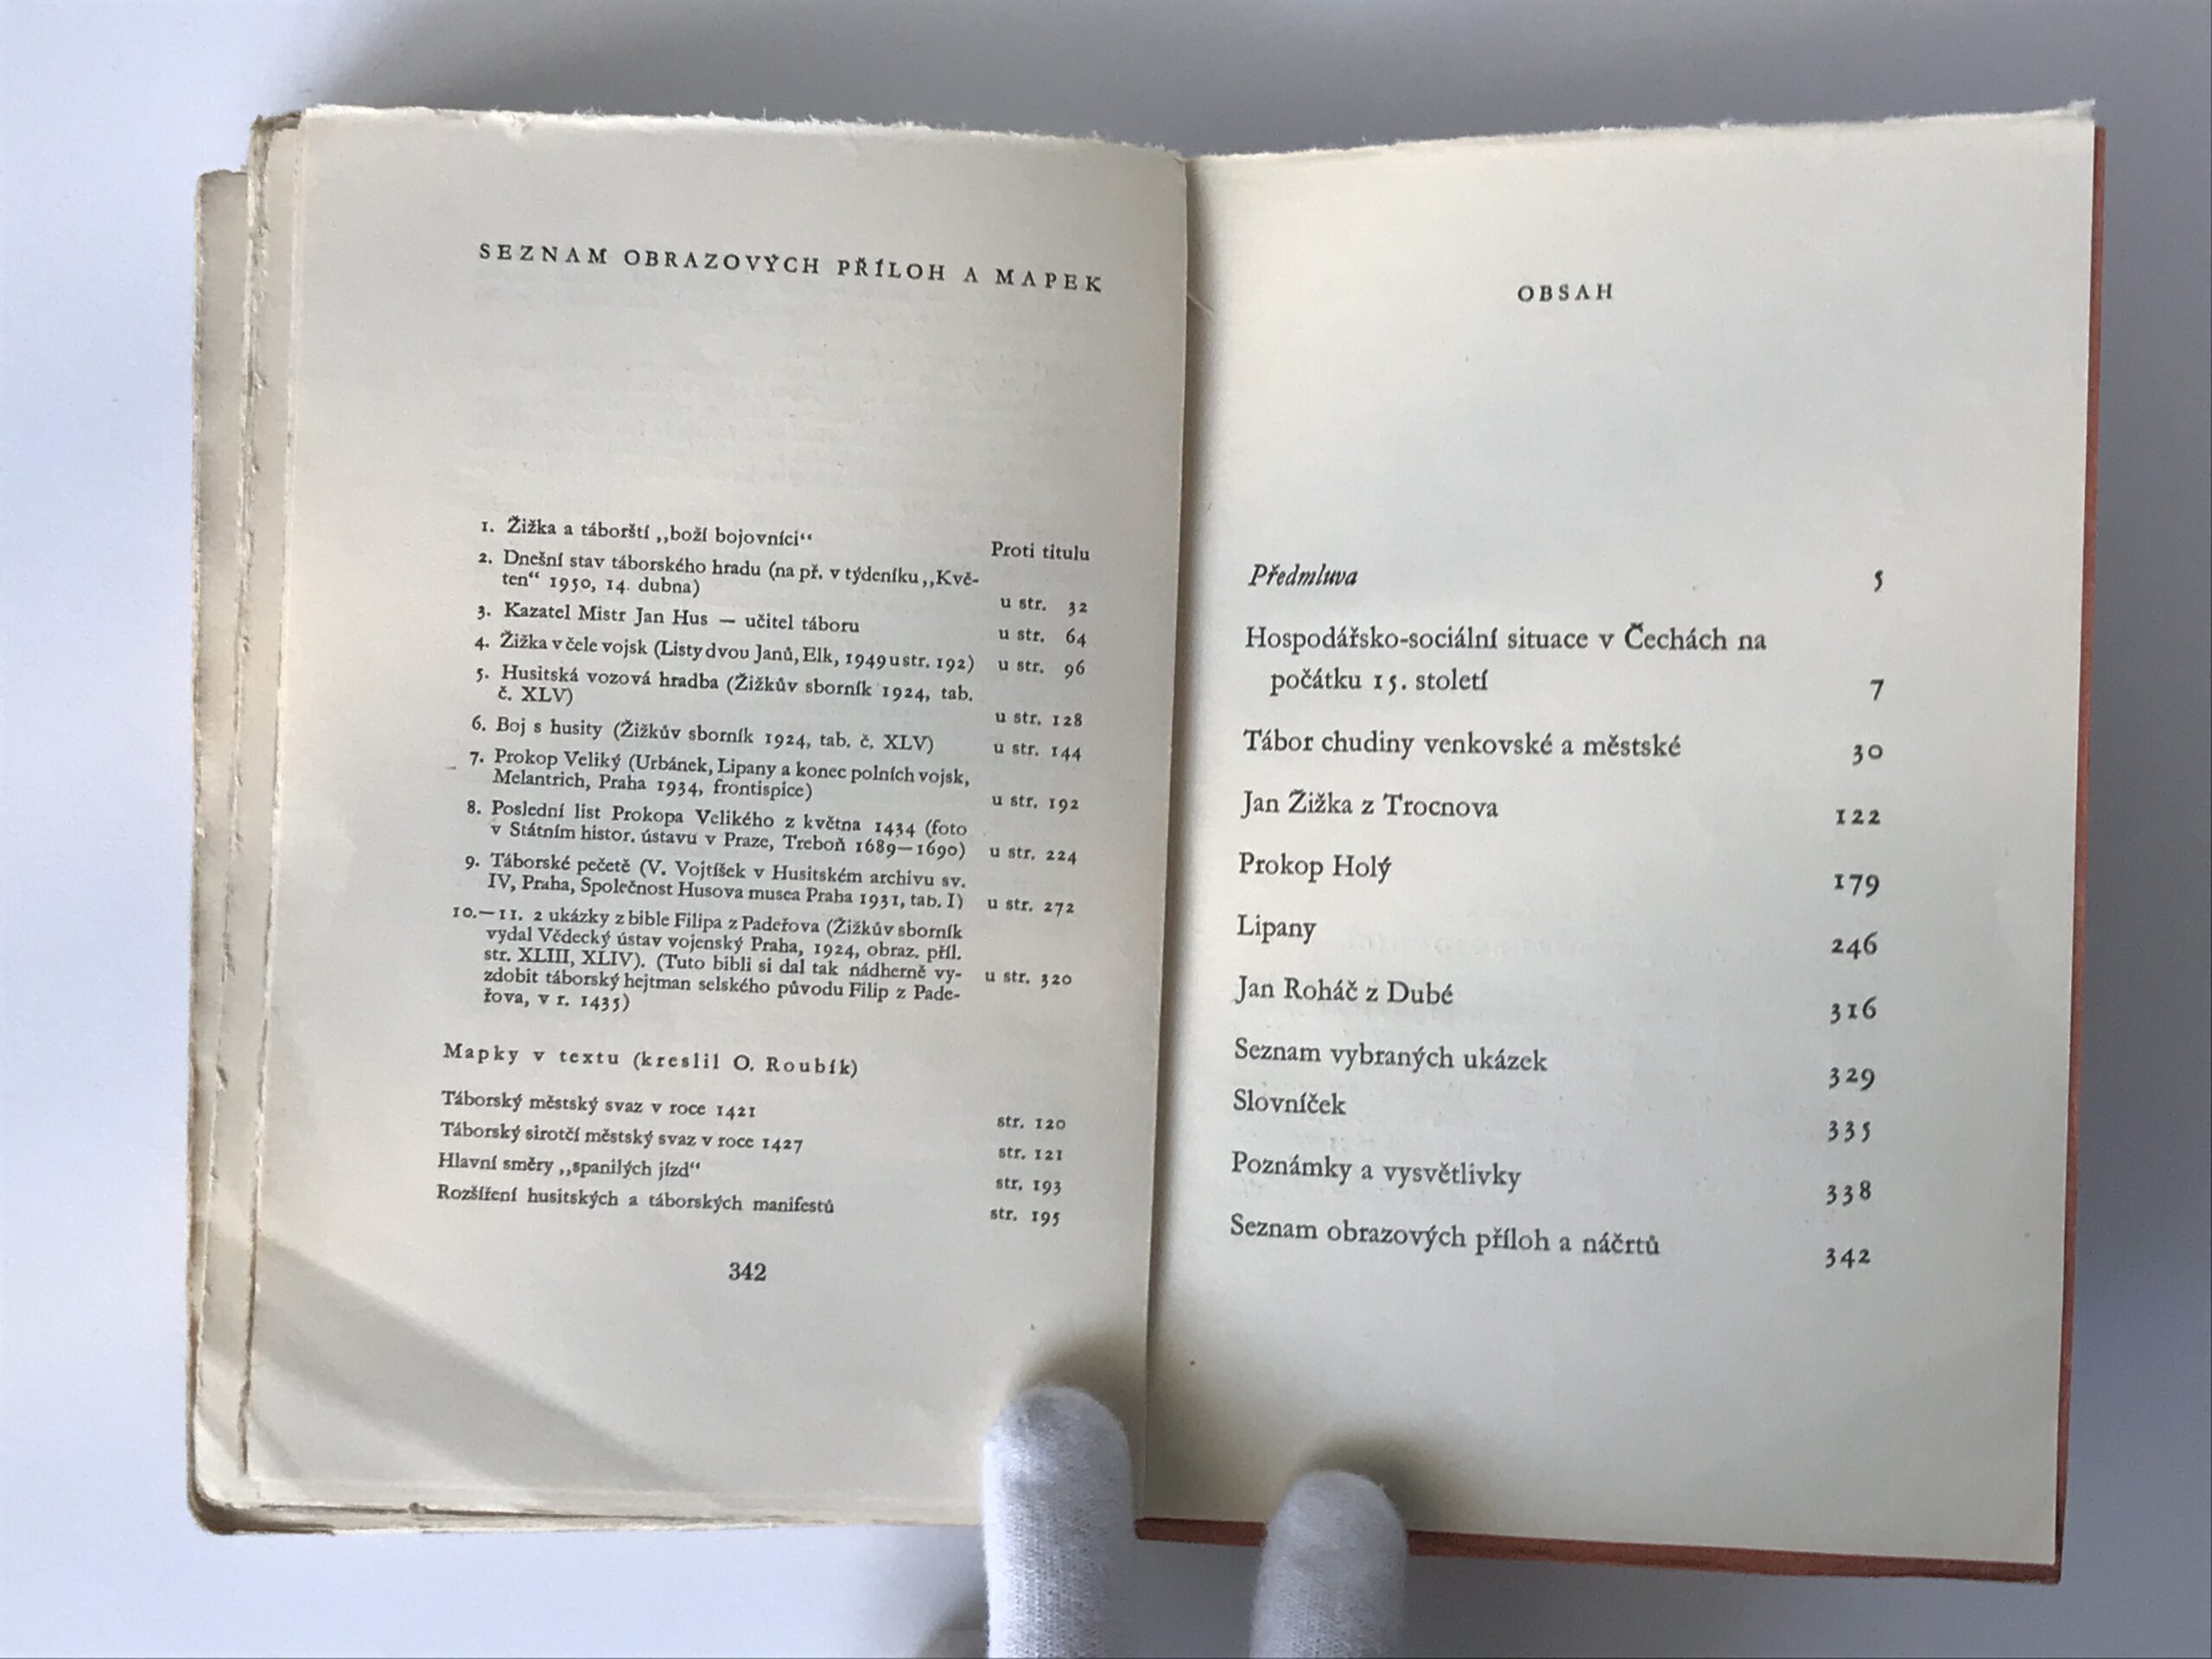 SEZNAM OBRAZOVÝCH PŘÍLOH A MAPEK
1. Žižka a táborští „boží bojovníci“ Proti titulu
2. Dnešní stav táborského hradu (na př. v týdeníku „Kvě-
ten“ 1950, 14. dubna) u str. 32
3. Kazatel Mistr Jan Hus — učitel táboru u str. 64
4. Žižka v čele vojsk (Listy dvou Janů, Elk, 1949 u str. 192) u str. 96
5. Husitská vozová hradba (Žižkův sborník 1924, tab.
č. XLV) u str. 128
6. Boj s husity (Žižkův sborník 1924, tab. č. XLV) u str. 144
7. Prokop Veliký (Urbánek, Lipany a konec polních vojsk,
Melantrich, Praha 1934, frontispice) u str. 192
8. Poslední list Prokopa Velikého z května 1434 (foto
v Státním histor. ústavu v Praze, Treboň 1689—1690) u str. 224
9. Táborské pečetě (V. Vojtíšek v Husitském archivu sv.
IV, Praha, Společnost Husova musea Praha 1931, tab. I) u str. 272
10.—11. 2 ukázky z bible Filipa z Padeřova (Žižkův sborník
vydal Vědecký ústav vojenský Praha, 1924, obraz. příl.
str. XLIII, XLIV). (Tuto bibli si dal tak nádherně vy- u str. 320
zdobit táborský hejtman selského původu Filip z Pade-
řova, v r. 1435)
Mapky v textu (kreslil O. Roubík)
Táborský městský svaz v roce 1421 str. 120
Táborský sirotčí městský svaz v roce 1427 str. 121
Hlavní směry „spanilých jízd“ str. 193
Rozšíření husitských a táborských manifestů str. 195
342
OBSAH
Předmluva 5
Hospodářsko-sociální situace v Čechách na
počátku 15. století 7
Tábor chudiny venkovské a městské 30
Jan Žižka z Trocnova 122
Prokop Holý 179
Lipany 246
Jan Roháč z Dubé 316
Seznam vybraných ukázek 329
Slovníček 335
Poznámky a vysvětlivky 338
Seznam obrazových příloh a náčrtů 342